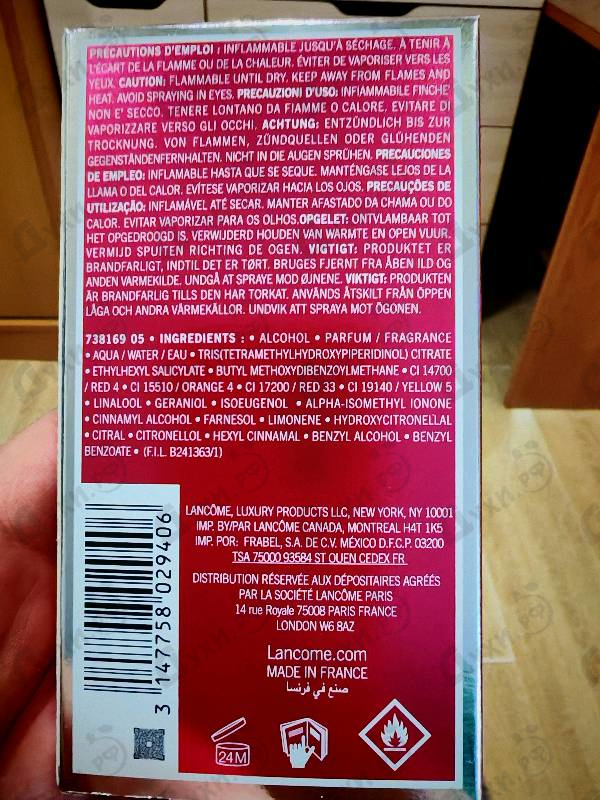 PRÉCAUTIONS D'EMPLOI : INFLAMMABLE JUSQU'À SÉCHAGE. À TENIR À
L'ÉCART DE LA FLAMME OU DE LA CHALEUR. ÉVITER DE VAPORISER VERS LES
YEUX. CAUTION: FLAMMABLE UNTIL DRY. KEEP AWAY FROM FLAMES AND
HEAT. AVOID SPRAYING IN EYES. PRECAUZIONI D'USO: INFIAMMABILE FINCHE'
NON E' SECCO. TENERE LONTANO DA FIAMME O CALORE. EVITARE DI
VAPORIZZARE VERSO GLI OCCHI. ACHTUNG: ENTZÜNDLICH BIS ZUR
TROCKNUNG. VON FLAMMEN, ZÜNDQUELLEN ODER GLÜHENDEN
GEGENSTÄNDENFERNHALTEN. NICHT IN DIE AUGEN SPRÜHEN. PRECAUCIONES
DE EMPLEO: INFLAMABLE HASTA QUE SE SEQUE. MANTÉNGASE LEJOS DE LA
LLAMA O DEL CALOR. EVÍTESE VAPORIZAR HACIA LOS OJOS. PRECAUÇÕES DE
UTILIZAÇÃO: INFLAMÁVEL ATÉ SECAR. MANTER AFASTADO DA CHAMA OU DO
CALOR. EVITAR VAPORIZAR PARA OS OLHOS.OPGELET: ONTVLAMBAAR TOT
HET OPGEDROOGD IS. VERWIJDERD HOUDEN VAN WARMTE EN OPEN VUUR.
VERMIJD SPUITEN RICHTING DE OGEN. VIGTIGT: PRODUKTET ER
BRANDFARLIGT, INDTIL DET ER TØRT. BRUGES FJERNT FRA ÅBEN ILD OG
ANDEN VARMEKILDE. UNDGÅ AT SPRAYE MOD ØJNENE. VIKTIGT: PRODUKTEN
ÄR BRANDFARLIG TILLS DEN HAR TORKAT. ANVÄNDS ÅTSKILT FRÅN ÖPPEN
LÅGA OCH ANDRA VÄRMEKÄLLOR. UNDVIK ATT SPRAYA MOT ÖGONEN.
738169 05 • INGREDIENTS : • ALCOHOL • PARFUM / FRAGRANCE
• AQUA / WATER / EAU • TRIS(TETRAMETHYLHYDROXYPIPERIDINOL) CITRATE
• ETHYLHEXYL SALICYLATE • BUTYL METHOXYDIBENZOYLMETHANE • CI 14700
/ RED 4 • CI 15510 / ORANGE 4 • CI 17200 / RED 33 • CI 19140 / YELLOW 5
• LINALOOL • GERANIOL • ISOEUGENOL • ALPHA-ISOMETHYL IONONE
• CINNAMYL ALCOHOL • FARNESOL • LIMONENE • HYDROXYCITRONELLAL
• CITRAL • CITRONELLOL • HEXYL CINNAMAL • BENZYL ALCOHOL • BENZYL
BENZOATE • (F.I.L. B241363/1)
LANCÔME, LUXURY PRODUCTS LLC, NEW YORK, NY 10001
IMP. BY/PAR LANCÔME CANADA, MONTREAL H4T 1K5
IMP. POR: FRABEL, S.A. DE C.V. MÉXICO D.F.C.P. 03200
TSA 75000 93584 ST OUEN CEDEX FR
DISTRIBUTION RÉSERVÉE AUX DÉPOSITAIRES AGRÉÉS
PAR LA SOCIÉTÉ LANCÔME PARIS
14 rue Royale 75008 PARIS FRANCE
LONDON W6 8AZ
Lancome.com
MADE IN FRANCE
صنع في فرنسا
3 147758 029406
24M